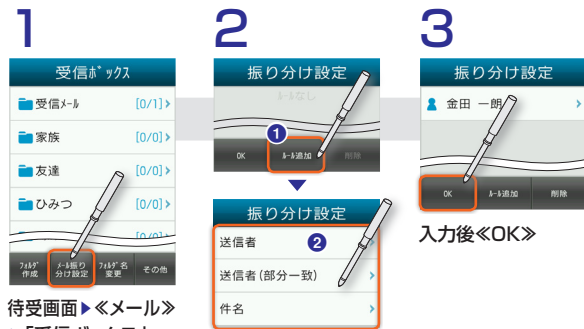 1
受信ボックス
受信メール [0/1]
家族 [0/0]
友達 [0/0]
ひみつ [0/0]
フォルダ作成
メール振り分け設定
フォルダ名変更
その他
待受画面▶≪メール≫
2
振り分け設定
ルールなし
1
OK ルール追加 削除
振り分け設定
送信者
2
送信者(部分一致)
件名
3
振り分け設定
金田 一朗
OK ルール追加 削除
入力後≪OK≫